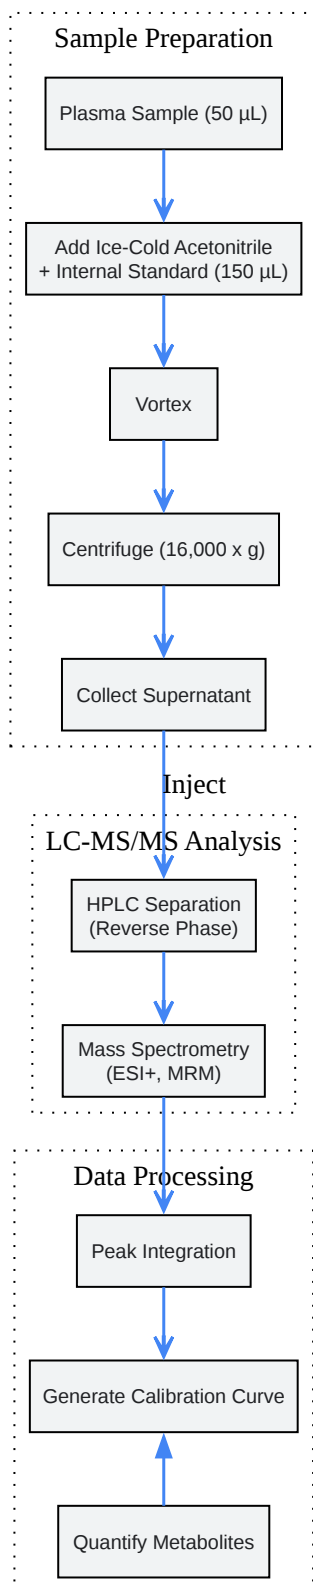 Sample Preparation
Plasma Sample (50 µL)
Add Ice-Cold Acetonitrile
+ Internal Standard (150 µL)
Vortex
Centrifuge (16,000 x g)
Collect Supernatant
Inject
LC-MS/MS Analysis
HPLC Separation
(Reverse Phase)
Mass Spectrometry
(ESI+, MRM)
Data Processing
Peak Integration
Generate Calibration Curve
Quantify Metabolites